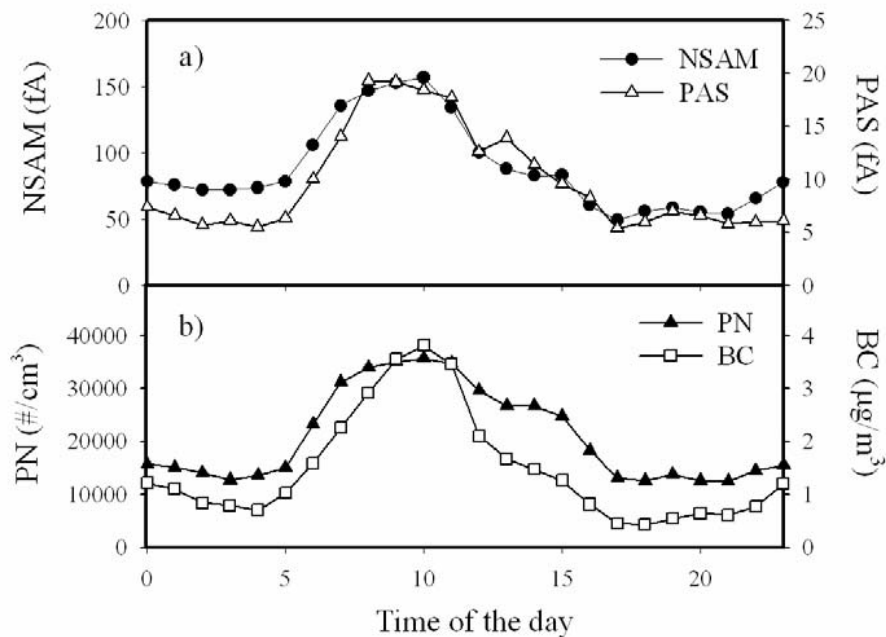 200
150
100
50
0
NSAM (fA)
a)
NSAM
PAS
25
20
15
10
5
0
PAS (fA)
40000
30000
20000
10000
0
PN (#/cm³)
b)
PN
BC
4
3
2
1
0
BC (µg/m³)
0 5 10 15 20
Time of the day